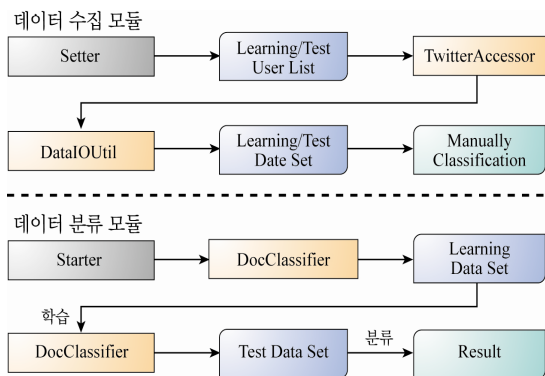 데이터 수집 모듈
Setter
Learning/Test
User List
TwitterAccessor
DataIOUtil
Learning/Test
Date Set
Manually
Classification
데이터 분류 모듈
Starter
DocClassifier
Learning
Data Set
학습
DocClassifier
Test Data Set
분류
Result